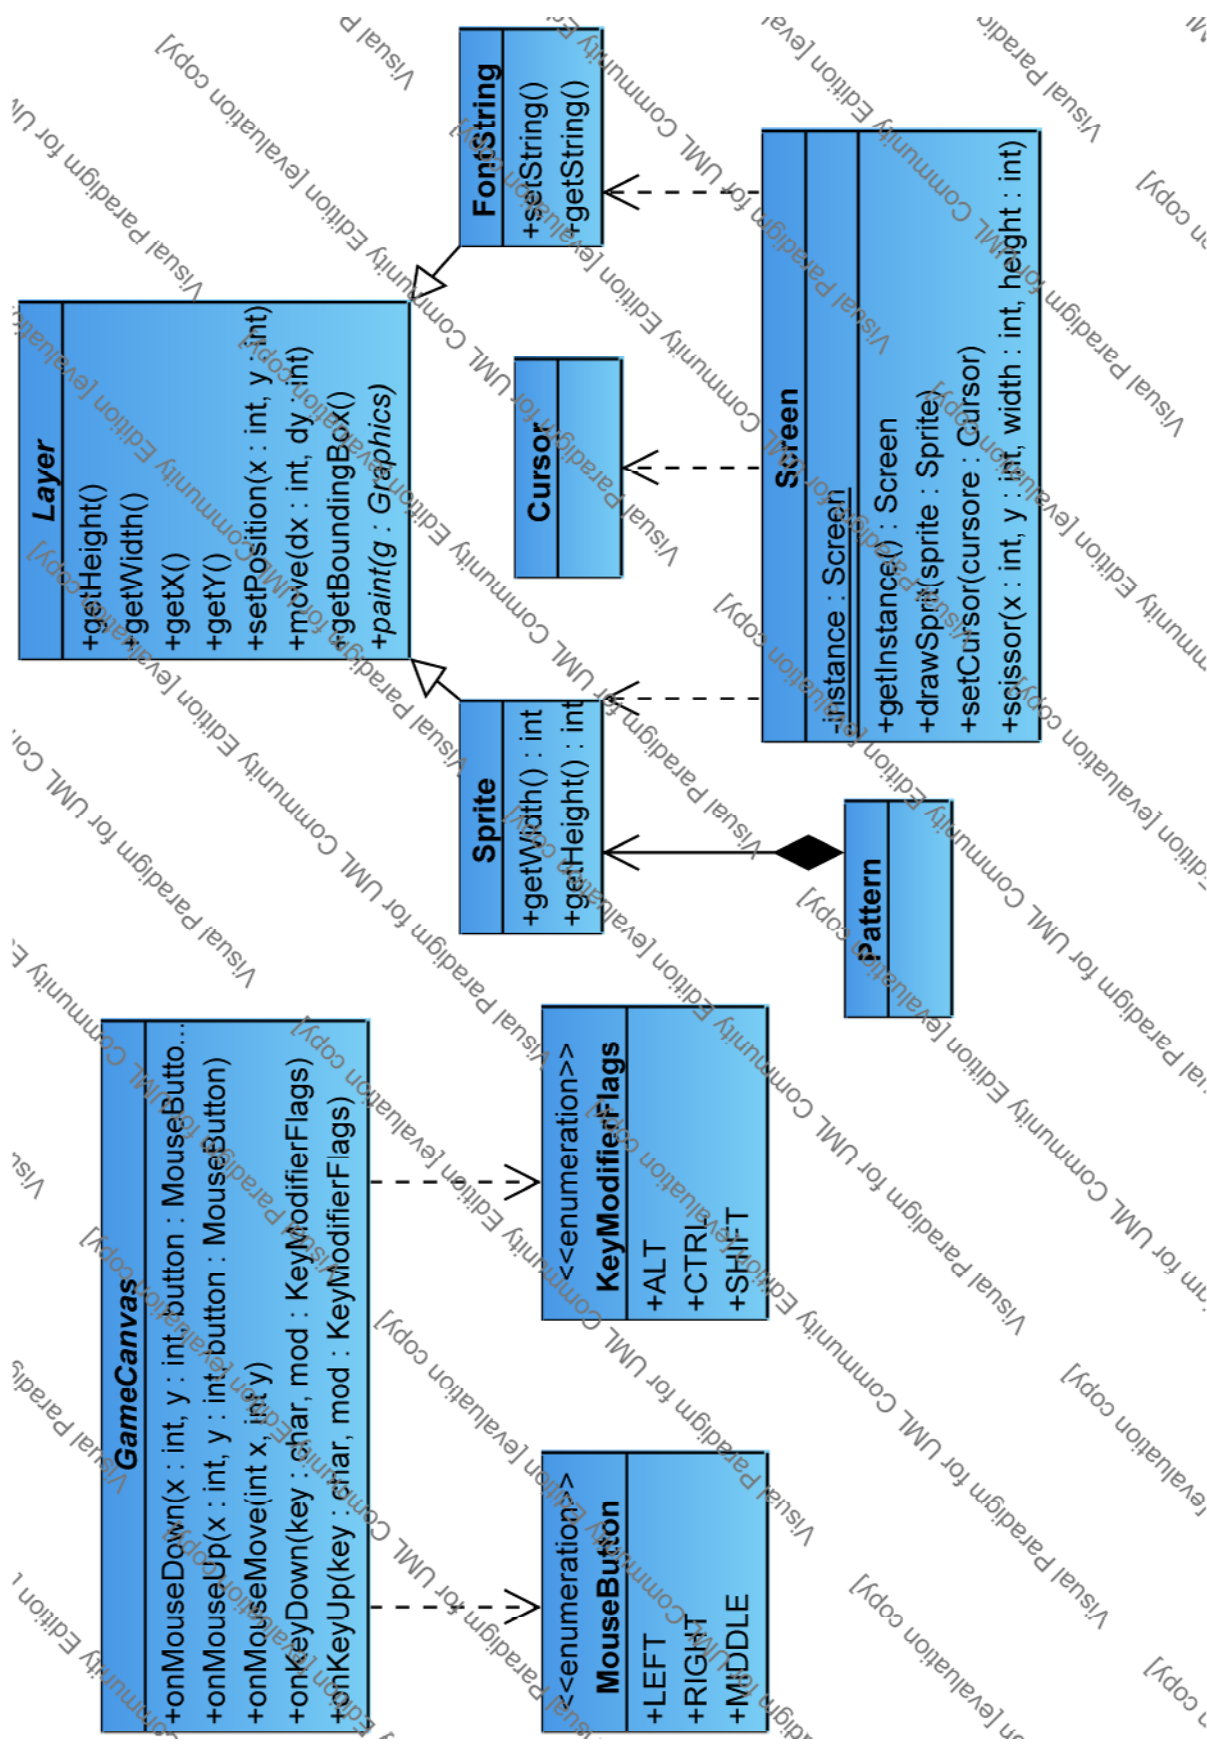 GameCanvas
+onMouseDown(x : int, y : int, button : MouseButto...
+onMouseUp(x : int, y : int, button : MouseButton)
+onMouseMove(int x, int y)
+onKeyDown(key : char, mod : KeyModifierFlags)
+onKeyUp(key : char, mod : KeyModifierFlags)
Layer
+getHeight()
+getWidth()
+getX()
+getY()
+setPosition(x : int, y : int)
+move(dx : int, dy : int)
+getBoundingBox()
+paint(g : Graphics)
<<enumeration>>
MouseButton
+LEFT
+RIGHT
+MIDDLE
<<enumeration>>
KeyModifierFlags
+ALT
+CTRL
+SHIFT
Sprite
+getWidth() : int
+getHeight() : int
Cursor
FontString
+setString()
+getString()
Pattern
Screen
-instance : Screen
+getInstance() : Screen
+drawSprit(sprite : Sprite)
+setCursor(cursore : Cursor)
+scissor(x : int, y : int, width : int, height : int)
Visual Paradigm for UML Community Edition [evaluation copy]